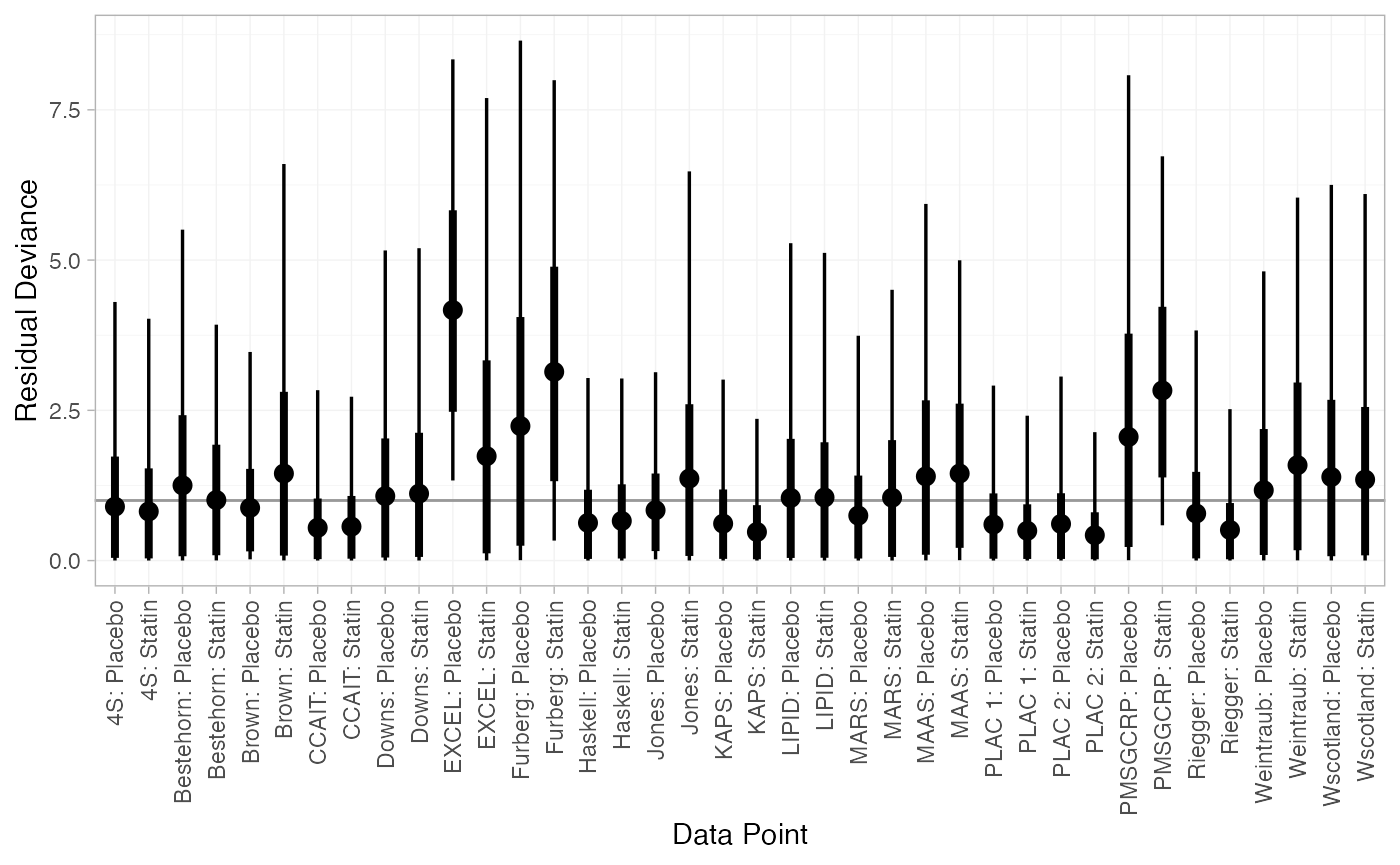 Residual Deviance
7.5
5.0
2.5
0.0
4S: Placebo
4S: Statin
Bestehorn: Placebo
Bestehorn: Statin
Brown: Placebo
Brown: Statin
CCAIT: Placebo
CCAIT: Statin
Downs: Placebo
Downs: Statin
EXCEL: Placebo
EXCEL: Statin
Furberg: Placebo
Furberg: Statin
Haskell: Placebo
Haskell: Statin
Jones: Placebo
Jones: Statin
KAPS: Placebo
KAPS: Statin
LIPID: Placebo
LIPID: Statin
MARS: Placebo
MARS: Statin
MAAS: Placebo
MAAS: Statin
PLAC 1: Placebo
PLAC 1: Statin
PLAC 2: Placebo
PLAC 2: Statin
PMSGCRP: Placebo
PMSGCRP: Statin
Riegger: Placebo
Riegger: Statin
Weintraub: Placebo
Weintraub: Statin
Wscotland: Placebo
Wscotland: Statin
Data Point